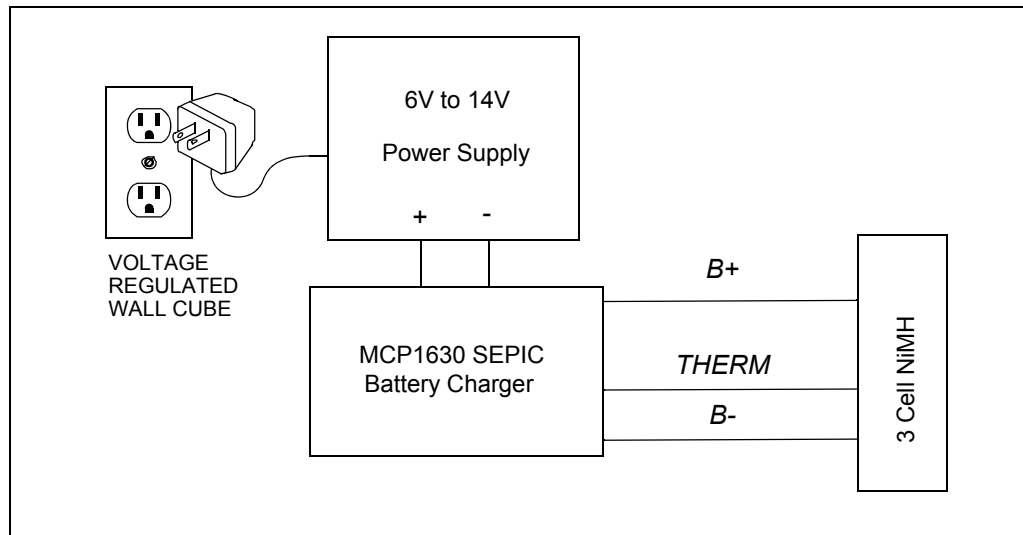 6V to 14V
Power Supply
+ -
VOLTAGE
REGULATED
WALL CUBE
MCP1630 SEPIC
Battery Charger
B+
THERM
B-
3 Cell NiMH